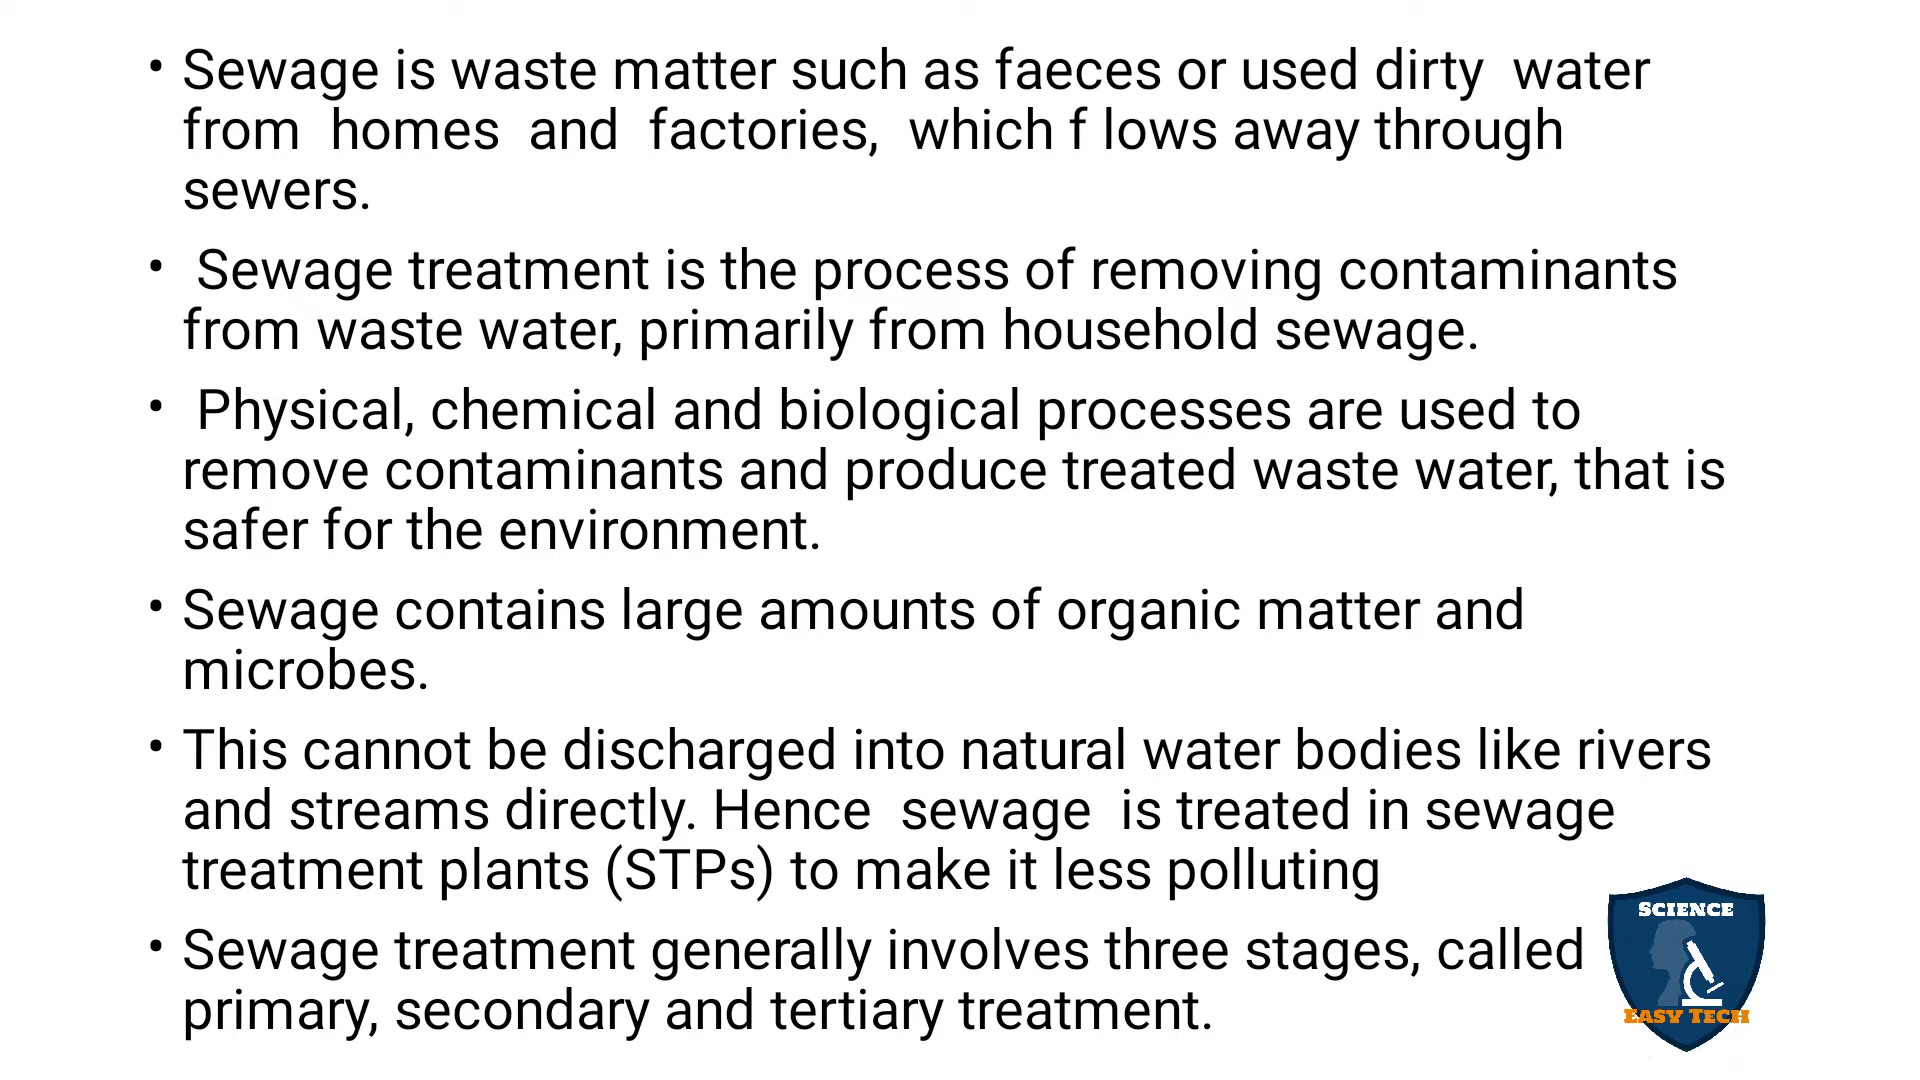 • Sewage is waste matter such as faeces or used dirty  water
from  homes  and  factories,  which f lows away through
sewers.
•  Sewage treatment is the process of removing contaminants
from waste water, primarily from household sewage.
•  Physical, chemical and biological processes are used to
remove contaminants and produce treated waste water, that is
safer for the environment.
• Sewage contains large amounts of organic matter and
microbes.
• This cannot be discharged into natural water bodies like rivers
and streams directly. Hence  sewage  is treated in sewage
treatment plants (STPs) to make it less polluting
• Sewage treatment generally involves three stages, called
primary, secondary and tertiary treatment.
SCIENCE
EASY TECH